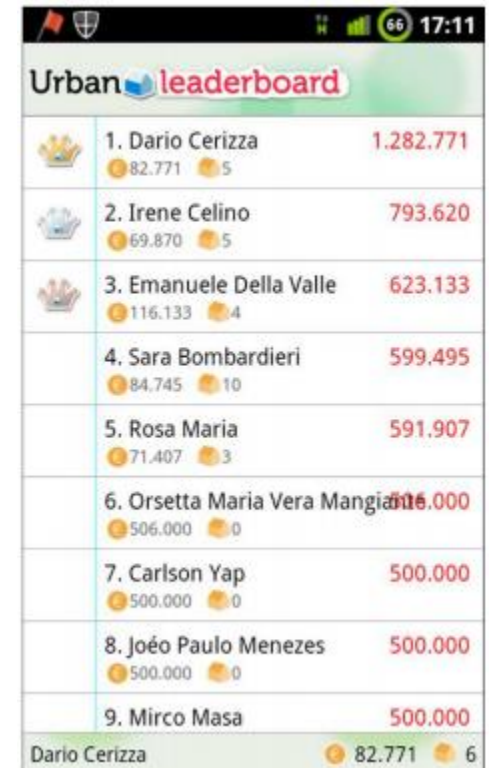 66 17:11
Urban leaderboard
1. Dario Cerizza 1.282.771
82.771 5
2. Irene Celino 793.620
69.870 5
3. Emanuele Della Valle 623.133
116.133 4
4. Sara Bombardieri 599.495
84.745 10
5. Rosa Maria 591.907
71.407 3
6. Orsetta Maria Vera Mangiante 506.000
506.000 0
7. Carlson Yap 500.000
500.000 0
8. Joéo Paulo Menezes 500.000
500.000 0
9. Mirco Masa 500.000
Dario Cerizza 82.771 6